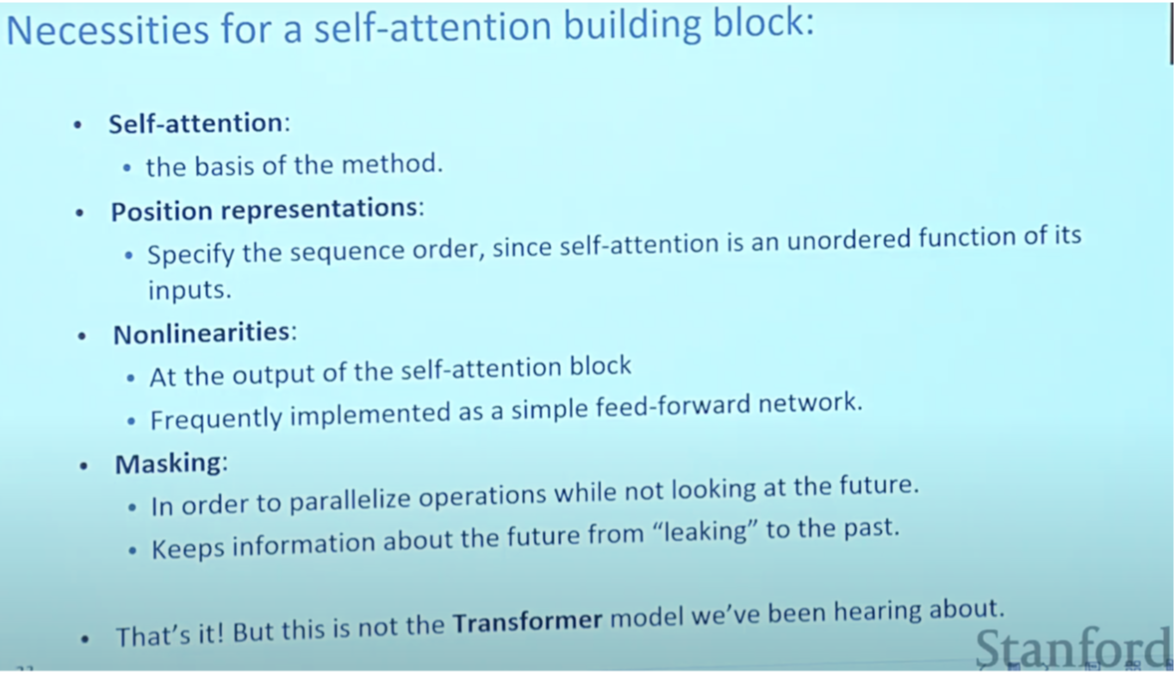 Necessities for a self-attention building block:
• Self-attention:
• the basis of the method.
• Position representations:
• Specify the sequence order, since self-attention is an unordered function of its
inputs.
• Nonlinearities:
• At the output of the self-attention block
• Frequently implemented as a simple feed-forward network.
• Masking:
• In order to parallelize operations while not looking at the future.
• Keeps information about the future from “leaking” to the past.
• That’s it! But this is not the Transformer model we’ve been hearing about.
Stanford